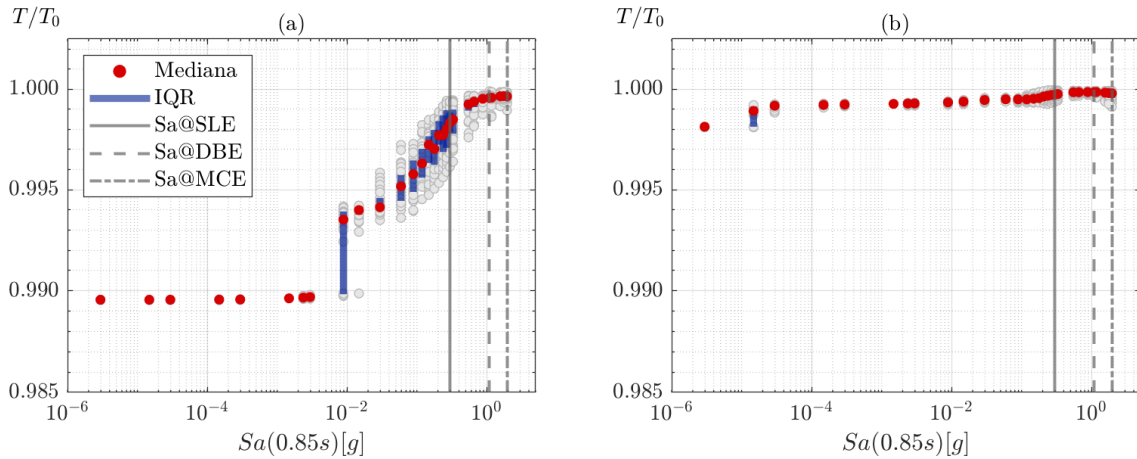 T/T₀
(a)
1.000
0.995
0.990
0.985
Mediana
IQR
Sa@SLE
Sa@DBE
Sa@MCE
10⁻⁶
10⁻⁴
10⁻²
10⁰
Sa(0.85s)[g]
T/T₀
(b)
1.000
0.995
0.990
0.985
10⁻⁶
10⁻⁴
10⁻²
10⁰
Sa(0.85s)[g]